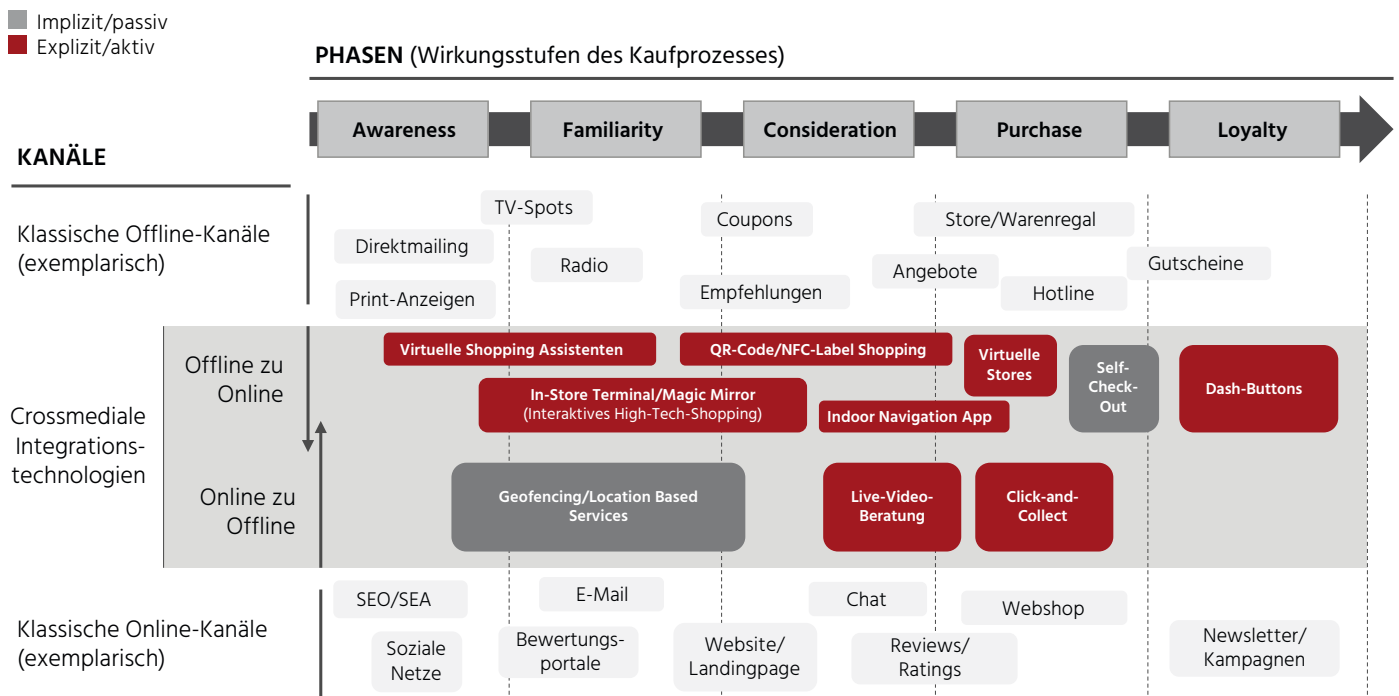 Implizit/passiv
Explizit/aktiv
PHASEN (Wirkungsstufen des Kaufprozesses)
Awareness
Familiarity
Consideration
Purchase
Loyalty
KANÄLE
Klassische Offline-Kanäle
(exemplarisch)
TV-Spots
Coupons
Store/Warenregal
Direktmailing
Radio
Angebote
Gutscheine
Print-Anzeigen
Empfehlungen
Hotline
Crossmediale
Integrations-
technologien
Offline zu
Online
Virtuelle Shopping Assistenten
QR-Code/NFC-Label Shopping
Virtuelle
Stores
Self-
Check-
Out
Dash-Buttons
In-Store Terminal/Magic Mirror
(Interaktives High-Tech-Shopping)
Indoor Navigation App
Online zu
Offline
Geofencing/Location Based
Services
Live-Video-
Beratung
Click-and-
Collect
Klassische Online-Kanäle
(exemplarisch)
SEO/SEA
E-Mail
Chat
Webshop
Soziale
Netze
Bewertungs-
portale
Website/
Landingpage
Reviews/
Ratings
Newsletter/
Kampagnen